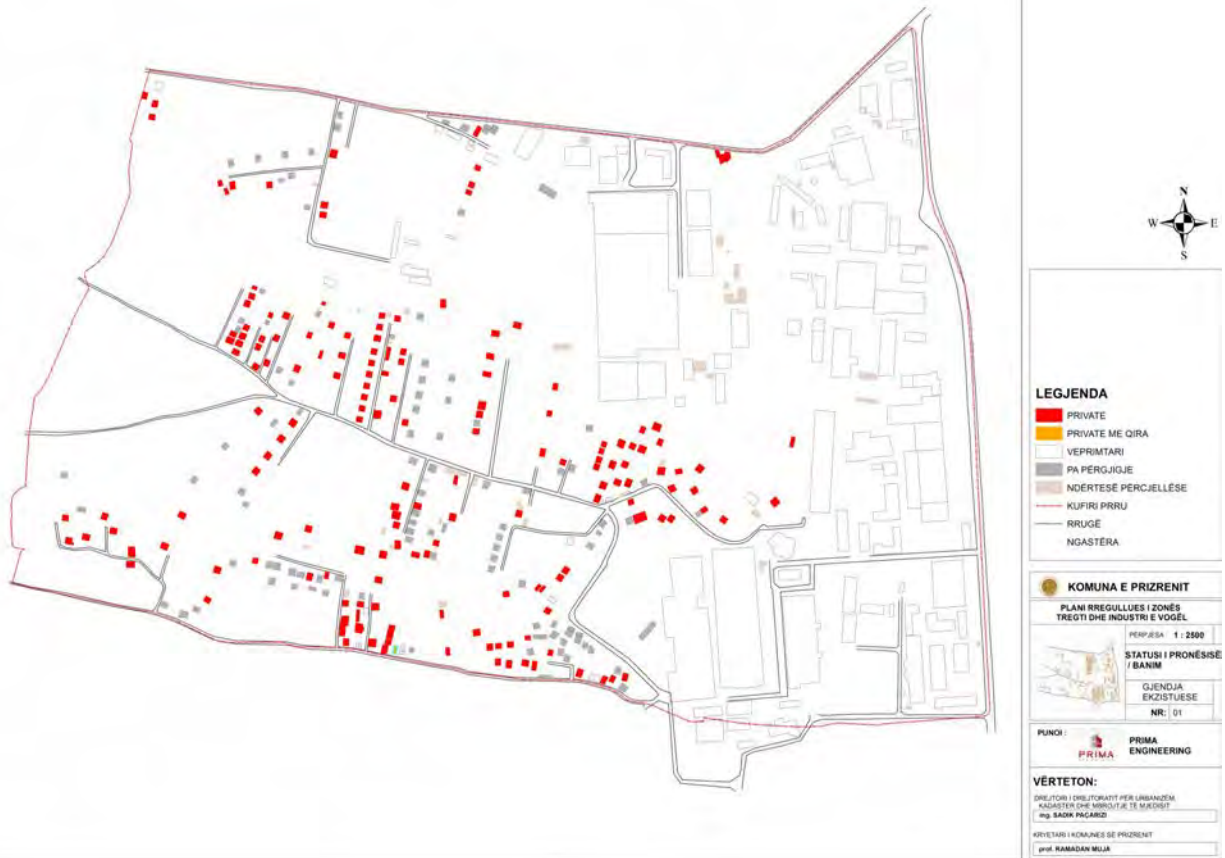 N
W E
S
LEGJENDA
PRIVATE
PRIVATE ME QIRA
VEPRIMTARI
PA PËRGJIGJE
NDËRTESË PËRCJELLËSE
KUFIRI PRRU
RRUGË
NGASTËRA
KOMUNA E PRIZRENIT
PLANI RREGULLUES I ZONËS
TREGTI DHE INDUSTRI E VOGËL
PËRPJESA 1 : 2500
STATUSI I PRONËSISË
/ BANIM
GJENDJA
EKZISTUESE
NR: 01
PUNOI :
PRIMA
PRIMA
ENGINEERING
VËRTETON:
DREJTORI I DREJTORATIT PËR URBANIZËM,
KADASTËR DHE MBROJTJE TË MJEDISIT
ing. SADIK PAÇARIZI
KRYETARI I KOMUNËS SË PRIZRENIT
prof. RAMADAN MUJA